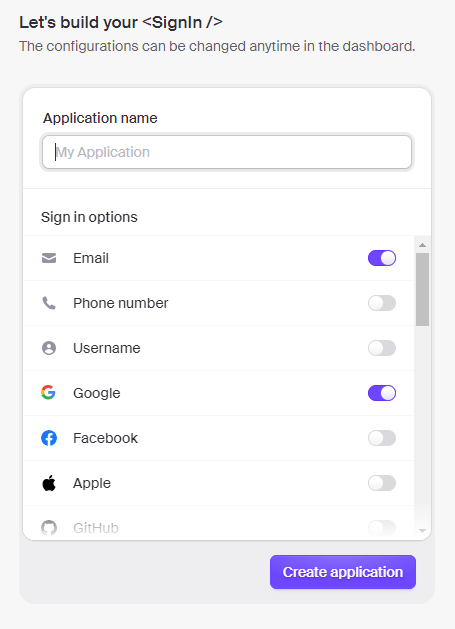 Let's build your <SignIn />
The configurations can be changed anytime in the dashboard.
Application name
My Application
Sign in options
Email
Phone number
Username
Google
Facebook
Apple
GitHub
Create application